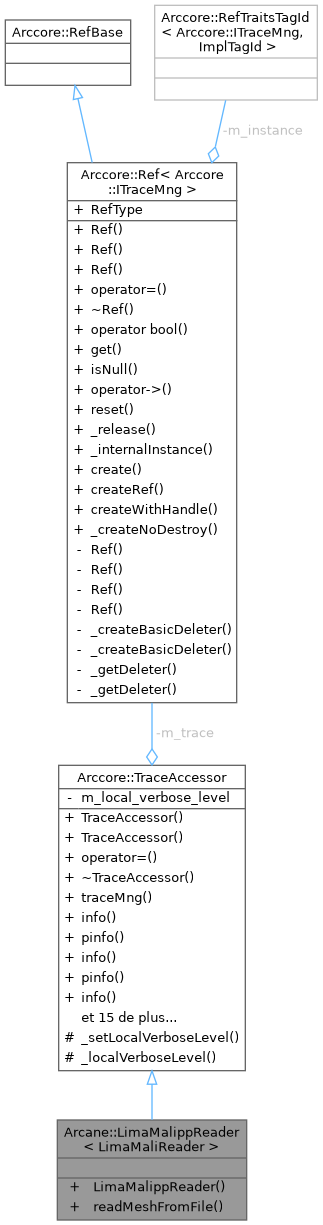 Arccore::RefBase
Arccore::RefTraitsTagId
< Arccore::ITraceMng,
ImplTagId >
-m_instance
Arccore::Ref< Arccore
::ITraceMng >
+ RefType
+ Ref()
+ Ref()
+ Ref()
+ operator=()
+ ~Ref()
+ operator bool()
+ get()
+ isNull()
+ operator->()
+ reset()
+ _release()
+ _internalInstance()
+ create()
+ createRef()
+ createWithHandle()
+ _createNoDestroy()
- Ref()
- Ref()
- Ref()
- Ref()
- _createBasicDeleter()
- _createBasicDeleter()
- _getDeleter()
- _getDeleter()
-m_trace
Arccore::TraceAccessor
- m_local_verbose_level
+ TraceAccessor()
+ TraceAccessor()
+ operator=()
+ ~TraceAccessor()
+ traceMng()
+ info()
+ pinfo()
+ info()
+ pinfo()
+ info()
et 15 de plus...
# _setLocalVerboseLevel()
# _localVerboseLevel()
Arcane::LimaMalippReader
< LimaMaliReader >
+ LimaMalippReader()
+ readMeshFromFile()